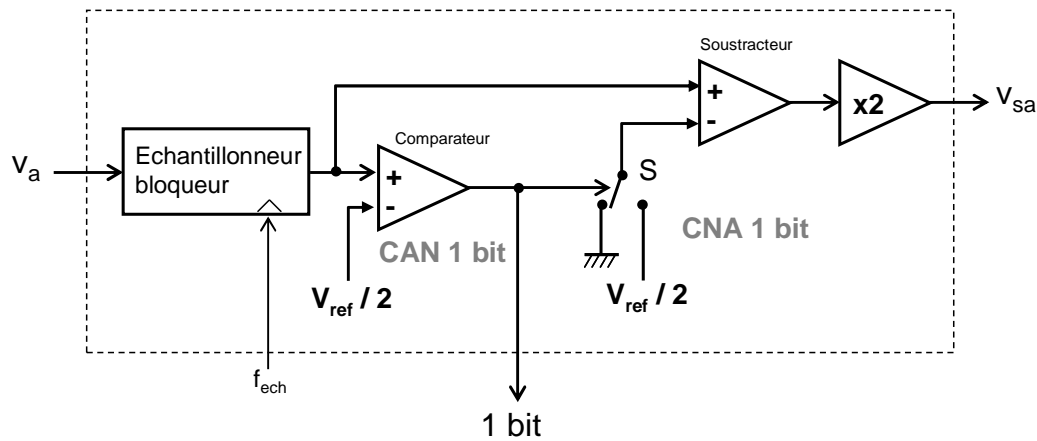 Soustracteur
+
-
x2
v_sa
Comparateur
v_a
Echantillonneur
bloqueur
+
-
S
CAN 1 bit
CNA 1 bit
V_ref / 2
V_ref / 2
f_ech
1 bit